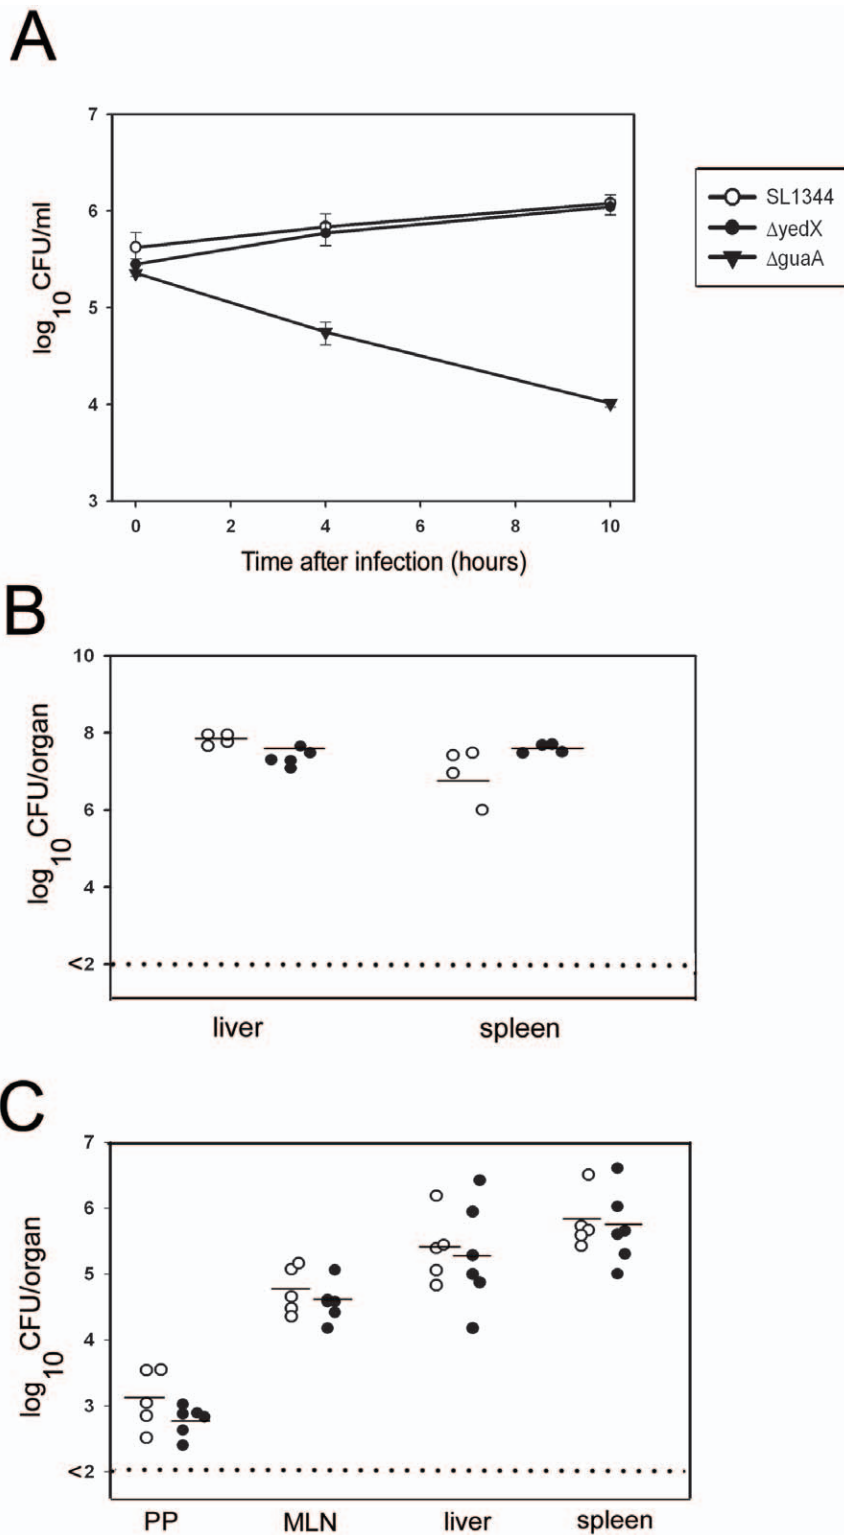 A
7
6
5
4
3
log10CFU/ml
0 2 4 6 8 10
Time after infection (hours)
SL1344
ΔyedX
ΔguaA
B
10
8
6
4
<2
log10CFU/organ
liver spleen
C
7
6
5
4
3
<2
log10CFU/organ
PP MLN liver spleen